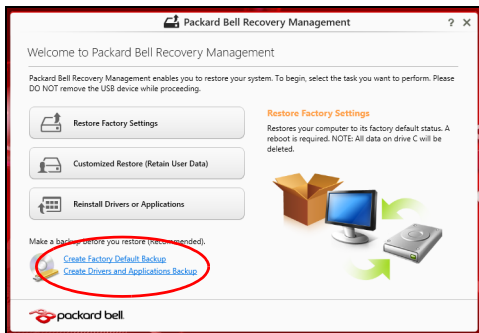 Packard Bell Recovery Management
? ×
Welcome to Packard Bell Recovery Management
Packard Bell Recovery Management enables you to restore your system. To begin, select the task you want to perform. Please
DO NOT remove the USB device while proceeding.
Restore Factory Settings
Customized Restore (Retain User Data)
Reinstall Drivers or Applications
Restore Factory Settings
Restores your computer to its factory default status. A
reboot is required. NOTE: All data on drive C will be
deleted.
Make a backup before you restore (Recommended).
Create Factory Default Backup
Create Drivers and Applications Backup
packard bell.